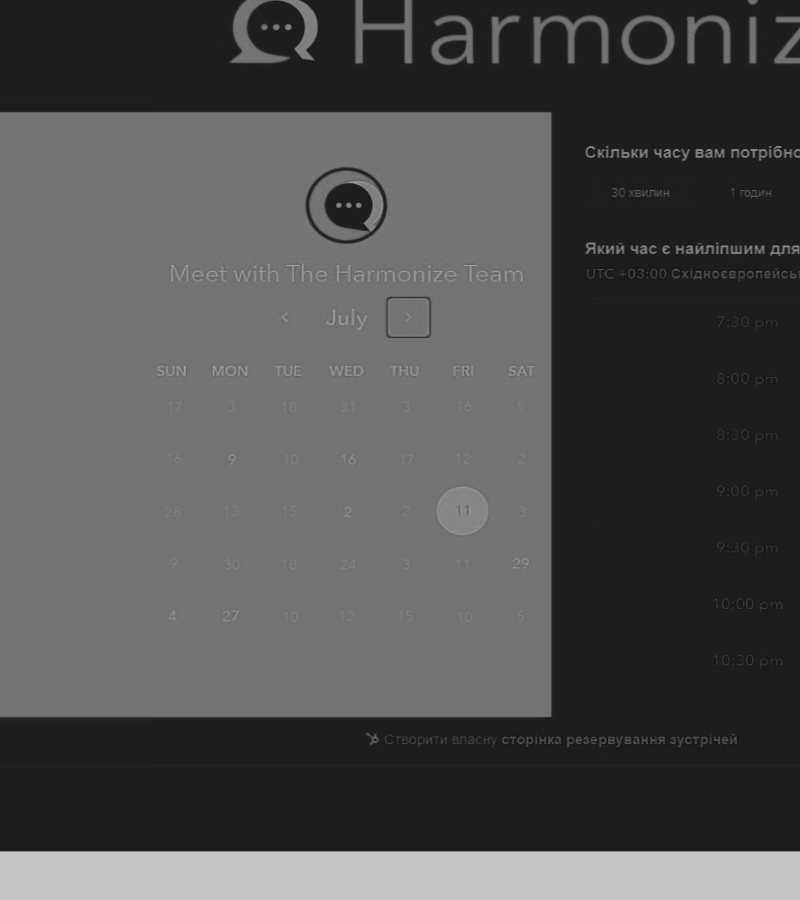 Harmoniz
Meet with The Harmonize Team
July
SUN MON TUE WED THU FRI SAT
17 3 18 31 3 16 5
16 9 10 16 17 12 2
28 13 15 2 2 11 3
9 30 18 24 3 11 29
4 27 10 12 15 10 5
Скільки часу вам потрібно
30 хвилин 1 годин
Який час є найліпшим для
UTC +03:00 Східноєвропейсь
7:30 pm
8:00 pm
8:30 pm
9:00 pm
9:30 pm
10:00 pm
10:30 pm
Створити власну сторінка резервування зустрічей